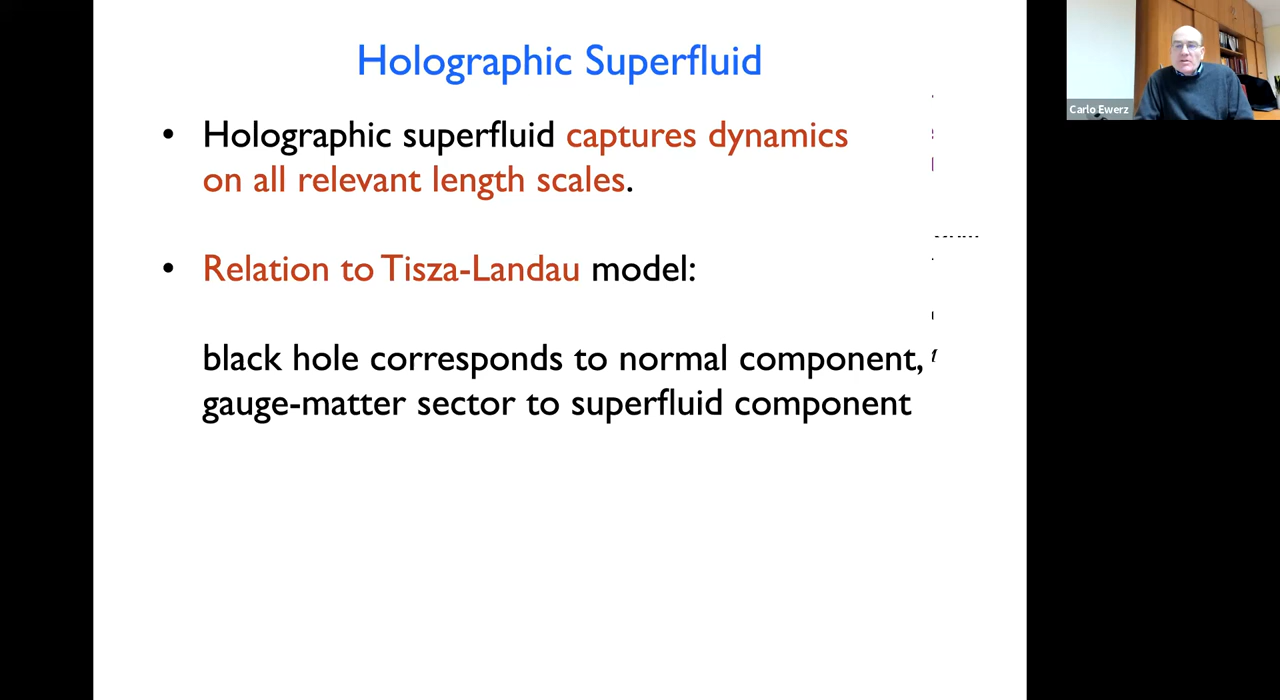 Holographic Superfluid
• Holographic superfluid captures dynamics
on all relevant length scales.
• Relation to Tisza-Landau model:
black hole corresponds to normal component,
gauge-matter sector to superfluid component
Carlo Ewerz